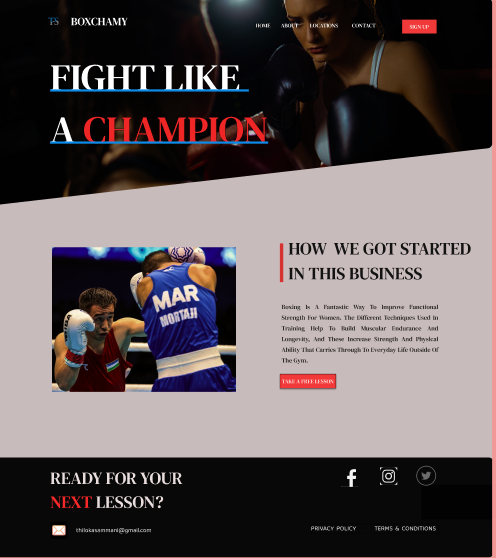 TS BOXCHAMY
HOME ABOUT LOCATIONS CONTACT SIGN UP
FIGHT LIKE
A CHAMPION
HOW WE GOT STARTED
IN THIS BUSINESS
MAR
MORTAH
Boxing Is A Fantastic Way To Improve Functional
Strength For Women. The Different Techniques Used In
Training Help To Build Muscular Endurance And
Longevity, And These Increase Strength And Physical
Ability That Carries Through To Everyday Life Outside Of
The Gym.
TAKE A FREE LESSON
READY FOR YOUR
NEXT LESSON?
thilokasammani@gmail.com
PRIVACY POLICY TERMS & CONDITIONS